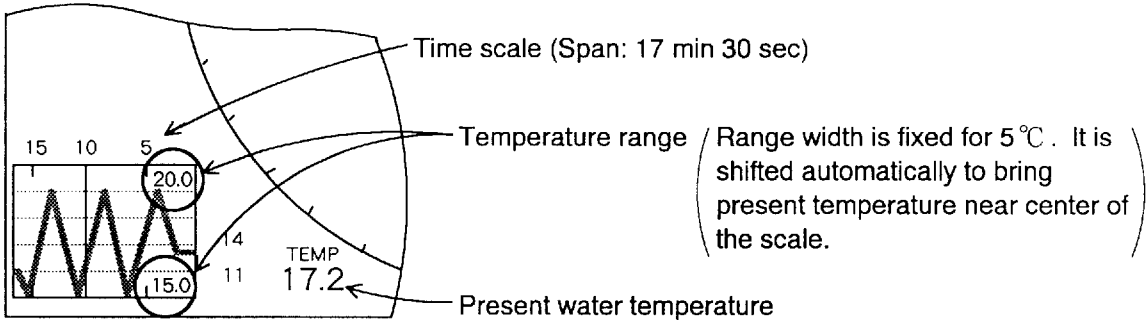 Time scale (Span: 17 min 30 sec)
15 10 5
20.0
Temperature range
Range width is fixed for 5℃. It is
shifted automatically to bring
present temperature near center of
the scale.
14
11
15.0
TEMP
17.2
Present water temperature